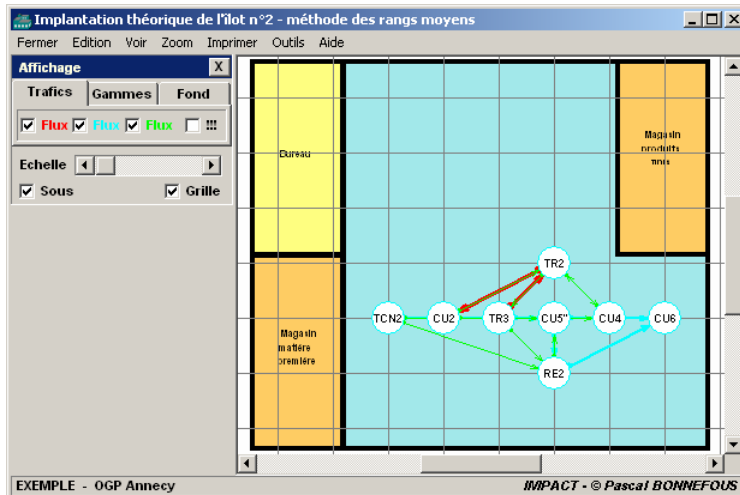 Implantation théorique de l'îlot n°2 - méthode des rangs moyens
Fermer Edition Voir Zoom Imprimer Outils Aide
Affichage X
Trafics Gammes Fond
Flux Flux Flux !!!
Echelle
Sous Grille
Bureau
Magasin
produits
finis
TR2
TCN2 CU2 TR3 CU5" CU4 CU6
Magasin
matière
première
RE2
EXEMPLE - OGP Annecy
IMPACT - © Pascal BONNEFOUS